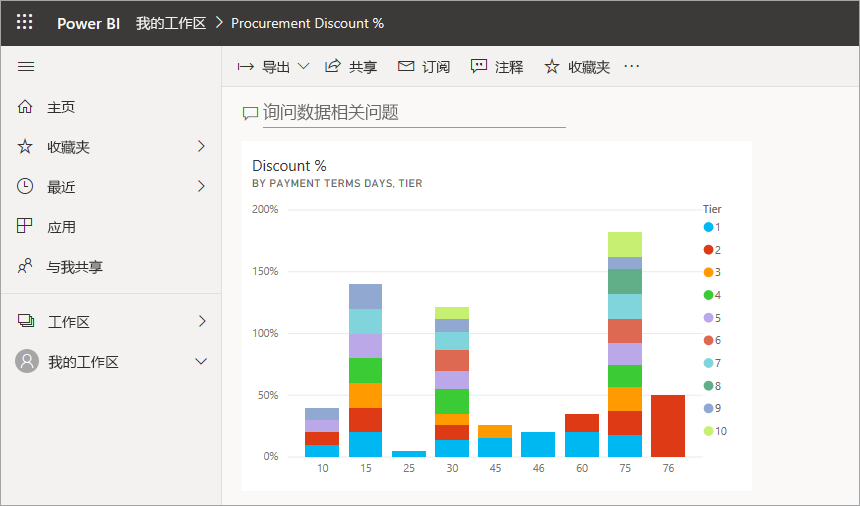 Power BI 我的工作区 Procurement Discount %
导出 共享 订阅 注释 收藏夹 ···
主页
收藏夹
最近
应用
与我共享
工作区
我的工作区
询问数据相关问题
Discount %
BY PAYMENT TERMS DAYS, TIER
200%
150%
100%
50%
0%
10 15 25 30 45 46 60 75 76
Tier
1
2
3
4
5
6
7
8
9
10